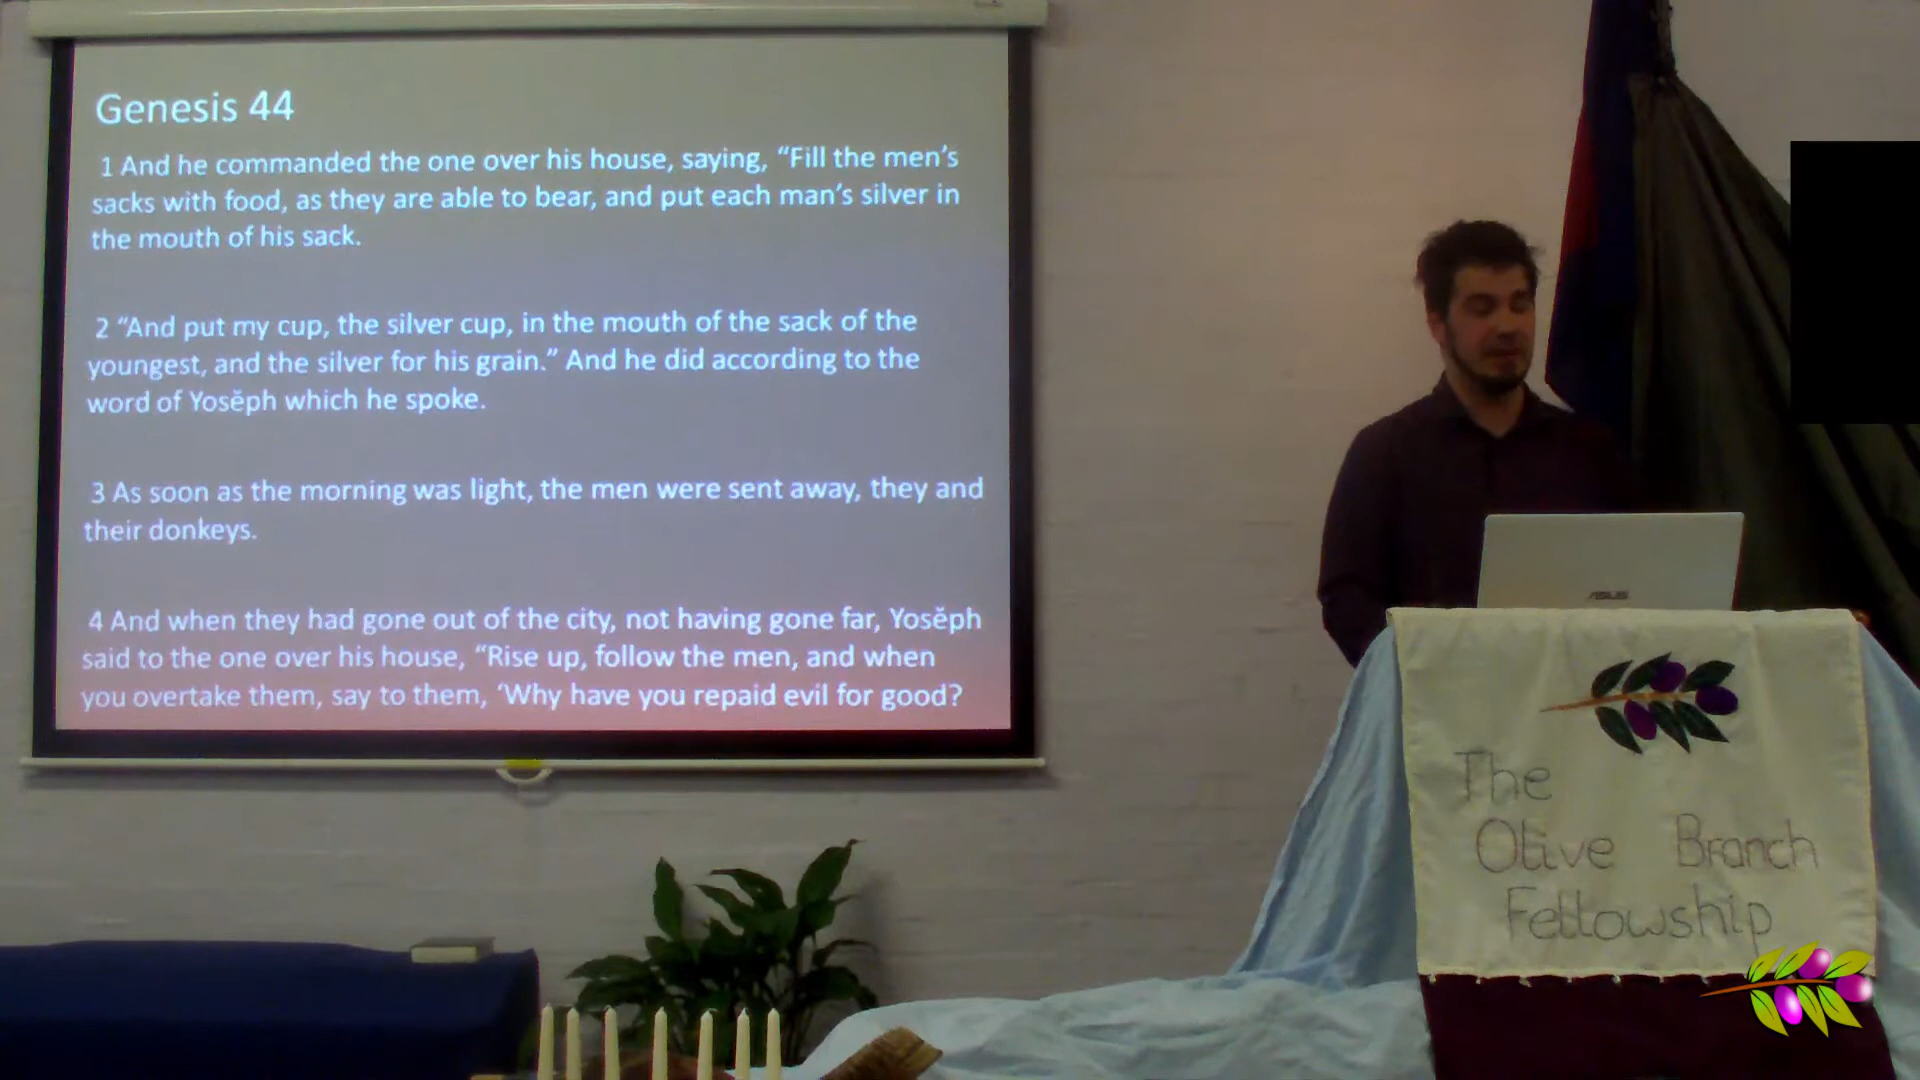 Genesis 44
1 And he commanded the one over his house, saying, “Fill the men’s
sacks with food, as they are able to bear, and put each man’s silver in
the mouth of his sack.
2 “And put my cup, the silver cup, in the mouth of the sack of the
youngest, and the silver for his grain.” And he did according to the
word of Yosĕph which he spoke.
3 As soon as the morning was light, the men were sent away, they and
their donkeys.
4 And when they had gone out of the city, not having gone far, Yosĕph
said to the one over his house, “Rise up, follow the men, and when
you overtake them, say to them, ‘Why have you repaid evil for good?
ASUS
The
Olive Branch
Fellowship